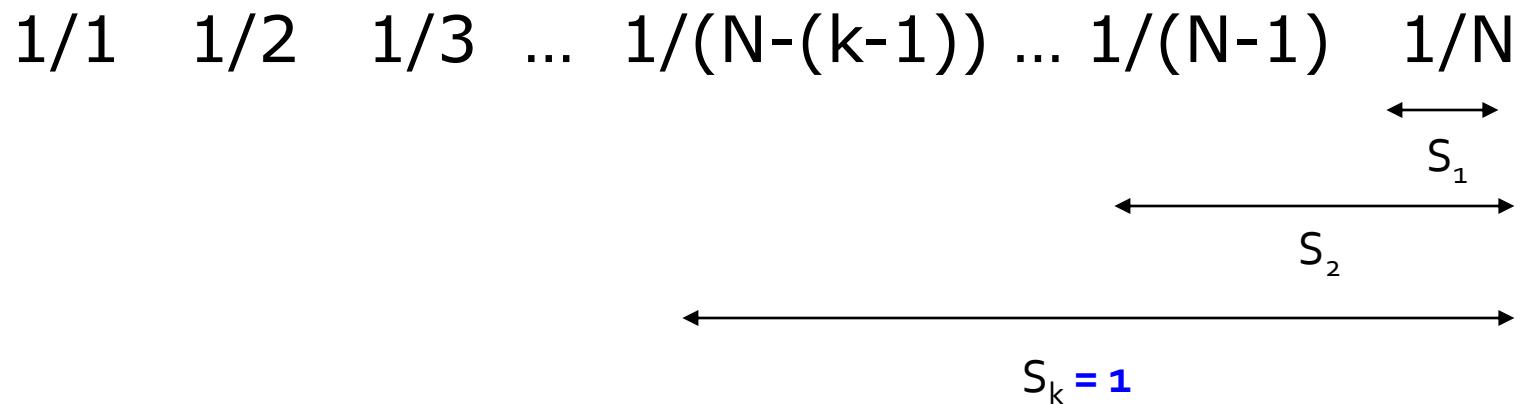 1/1 1/2 1/3 … 1/(N-(k-1)) … 1/(N-1) 1/N
S₁
S₂
Sₖ = 1